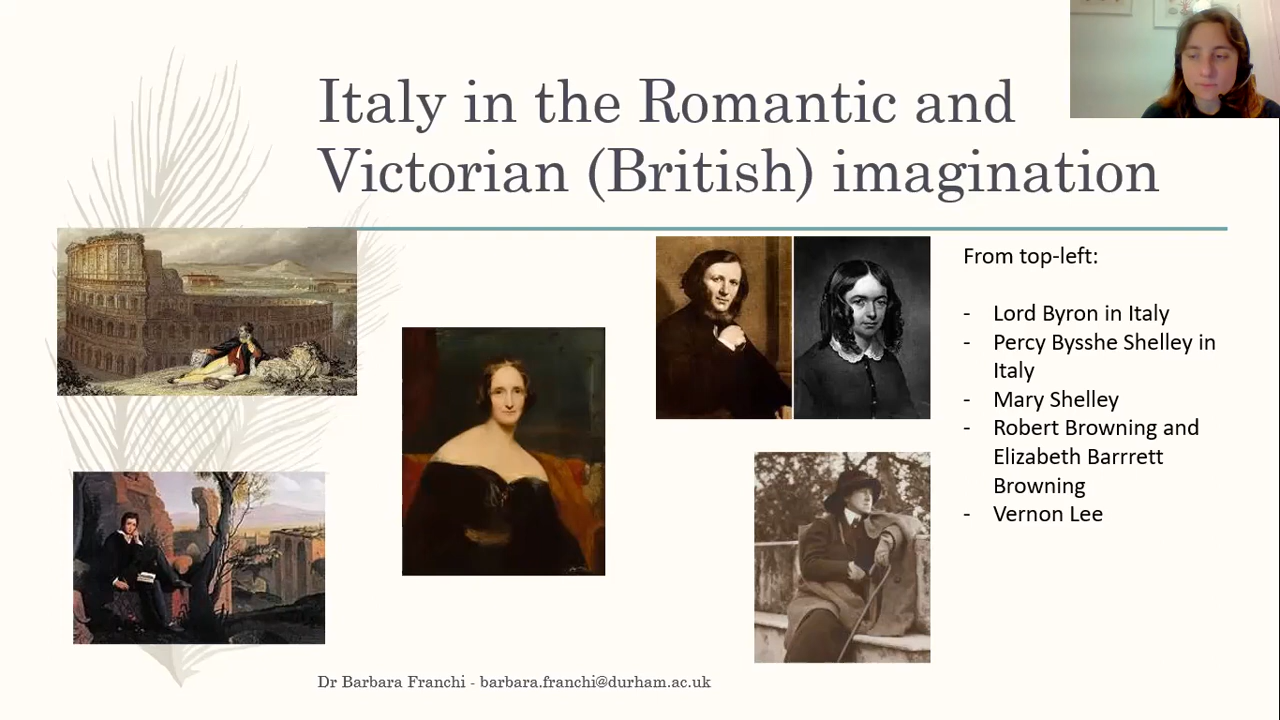 Italy in the Romantic and
Victorian (British) imagination
From top-left:
- Lord Byron in Italy
- Percy Bysshe Shelley in
Italy
- Mary Shelley
- Robert Browning and
Elizabeth Barrrett
Browning
- Vernon Lee
Dr Barbara Franchi - barbara.franchi@durham.ac.uk